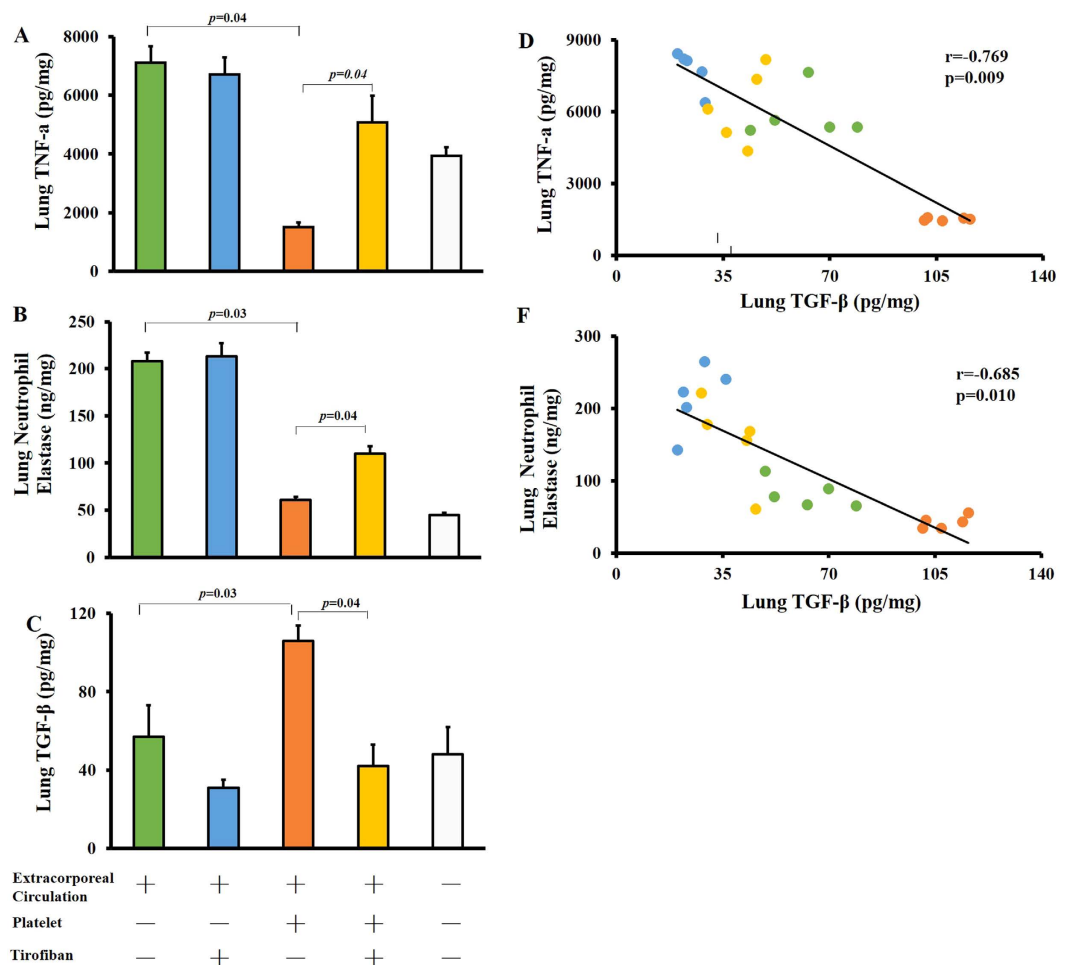 A
Lung TNF-a (pg/mg)
8000
6000
4000
2000
0
p=0.04
p=0.04
B
Lung Neutrophil
Elastase (ng/mg)
250
200
150
100
50
0
p=0.03
p=0.04
C
Lung TGF-β (pg/mg)
120
80
40
0
p=0.03
p=0.04
Extracorporeal
Circulation
+ + + + —
Platelet
— — + + —
Tirofiban
— + — + —
D
Lung TNF-a (pg/mg)
9000
6000
3000
0
r=-0.769
p=0.009
0 35 70 105 140
Lung TGF-β (pg/mg)
F
Lung Neutrophil
Elastase (ng/mg)
300
200
100
0
r=-0.685
p=0.010
0 35 70 105 140
Lung TGF-β (pg/mg)